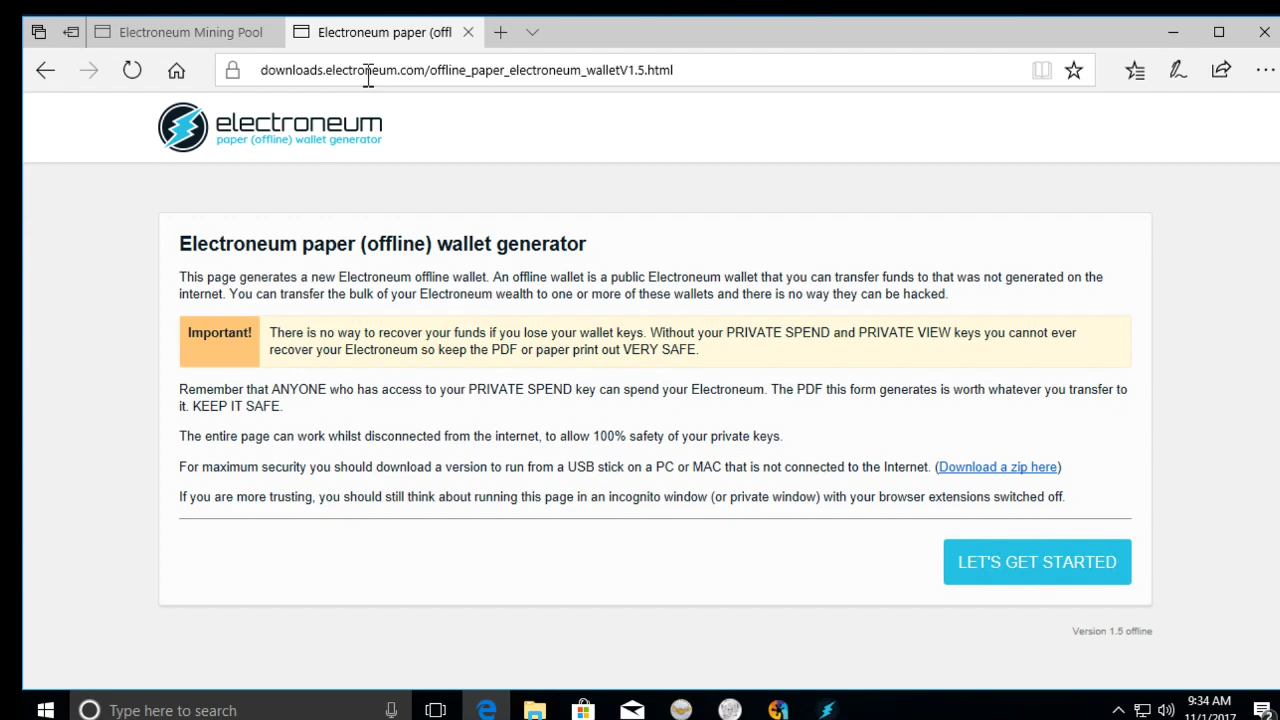 Electroneum Mining Pool
Electroneum paper (offl
downloads.electroneum.com/offline_paper_electroneum_walletV1.5.html
electroneum
paper (offline) wallet generator
Electroneum paper (offline) wallet generator
This page generates a new Electroneum offline wallet. An offline wallet is a public Electroneum wallet that you can transfer funds to that was not generated on the
internet. You can transfer the bulk of your Electroneum wealth to one or more of these wallets and there is no way they can be hacked.
Important!
There is no way to recover your funds if you lose your wallet keys. Without your PRIVATE SPEND and PRIVATE VIEW keys you cannot ever
recover your Electroneum so keep the PDF or paper print out VERY SAFE.
Remember that ANYONE who has access to your PRIVATE SPEND key can spend your Electroneum. The PDF this form generates is worth whatever you transfer to
it. KEEP IT SAFE.
The entire page can work whilst disconnected from the internet, to allow 100% safety of your private keys.
For maximum security you should download a version to run from a USB stick on a PC or MAC that is not connected to the Internet. (Download a zip here)
If you are more trusting, you should still think about running this page in an incognito window (or private window) with your browser extensions switched off.
LET'S GET STARTED
Version 1.5 offline
Type here to search
9:34 AM
11/1/2017